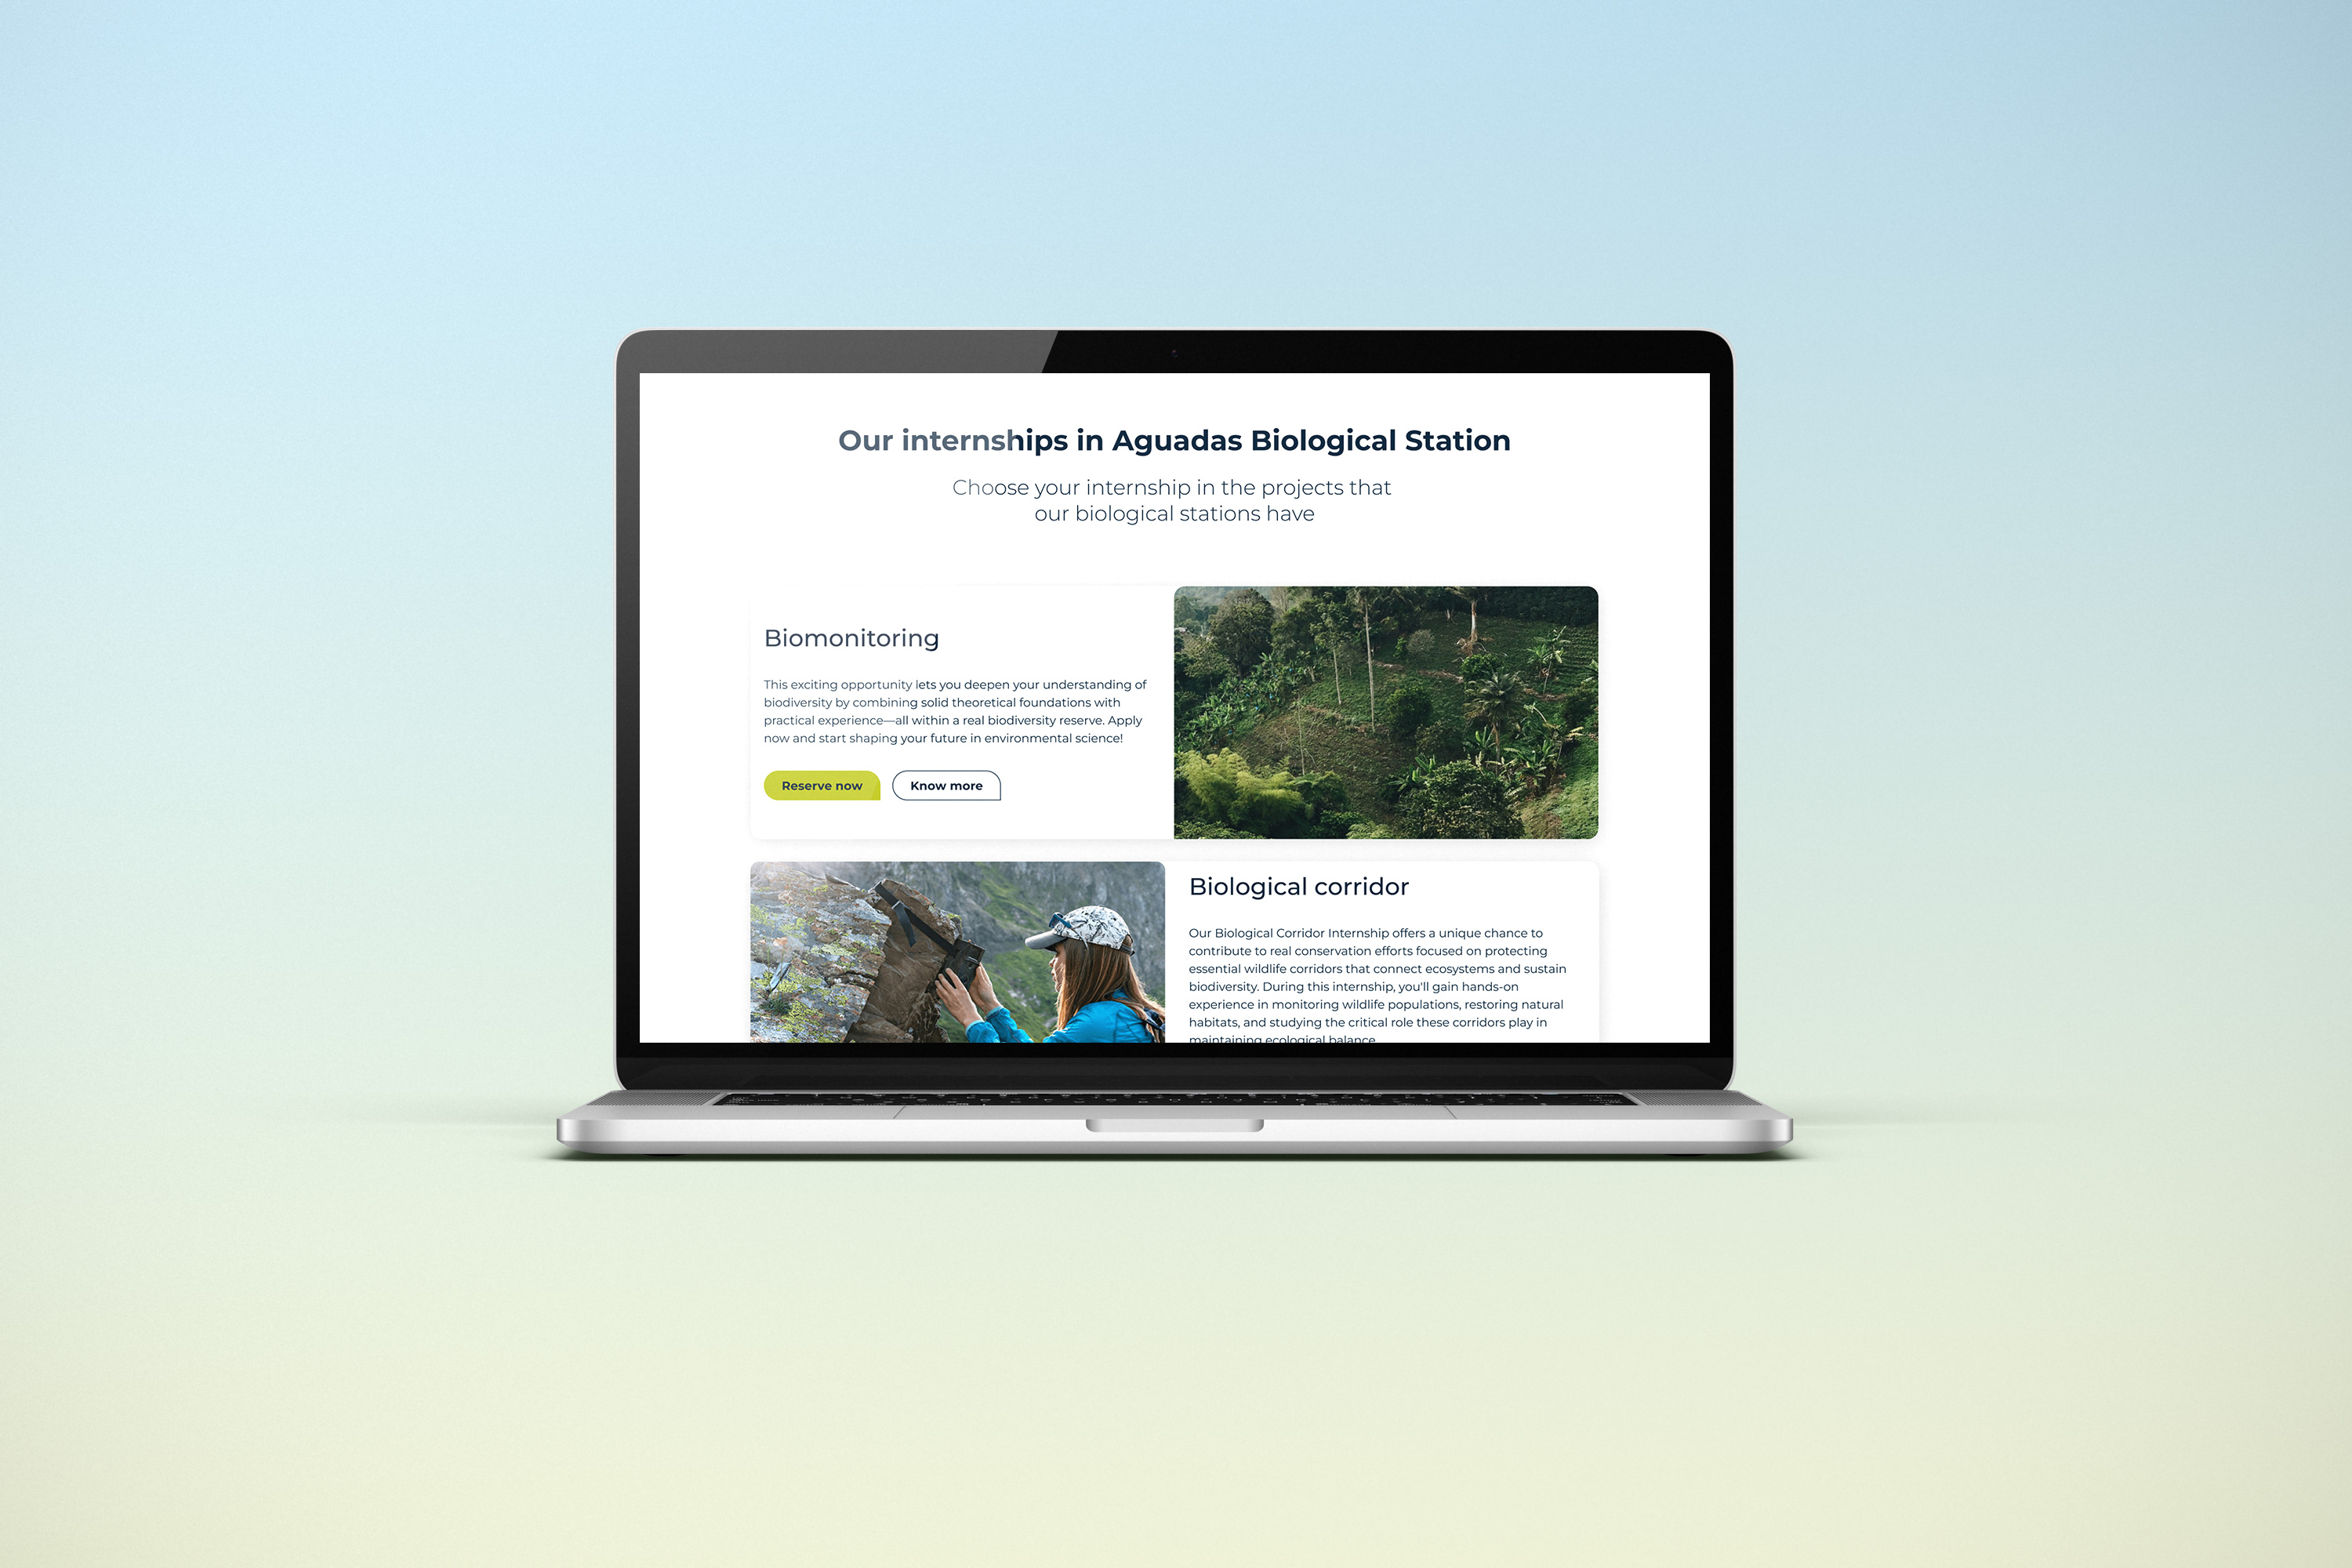 Our internships in Aguadas Biological Station
Choose your internship in the projects that
our biological stations have
Biomonitoring
This exciting opportunity lets you deepen your understanding of
biodiversity by combining solid theoretical foundations with
practical experience—all within a real biodiversity reserve. Apply
now and start shaping your future in environmental science!
Reserve now
Know more
Biological corridor
Our Biological Corridor Internship offers a unique chance to
contribute to real conservation efforts focused on protecting
essential wildlife corridors that connect ecosystems and sustain
biodiversity. During this internship, you'll gain hands-on
experience in monitoring wildlife populations, restoring natural
habitats, and studying the critical role these corridors play in
maintaining ecological balance.